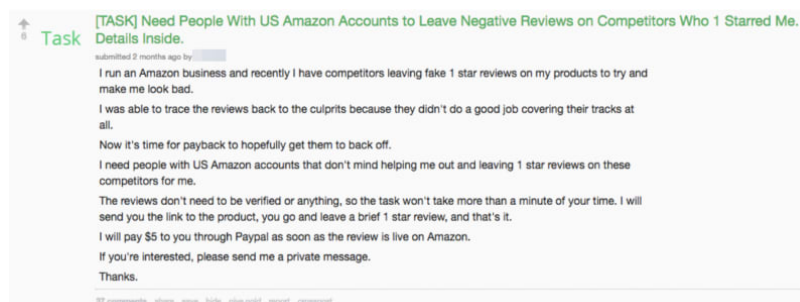 [TASK] Need People With US Amazon Accounts to Leave Negative Reviews on Competitors Who 1 Starred Me.
6 Task Details Inside.
submitted 2 months ago by
I run an Amazon business and recently I have competitors leaving fake 1 star reviews on my products to try and
make me look bad.
I was able to trace the reviews back to the culprits because they didn't do a good job covering their tracks at
all.
Now it's time for payback to hopefully get them to back off.
I need people with US Amazon accounts that don't mind helping me out and leaving 1 star reviews on these
competitors for me.
The reviews don't need to be verified or anything, so the task won't take more than a minute of your time. I will
send you the link to the product, you go and leave a brief 1 star review, and that's it.
I will pay $5 to you through Paypal as soon as the review is live on Amazon.
If you're interested, please send me a private message.
Thanks.